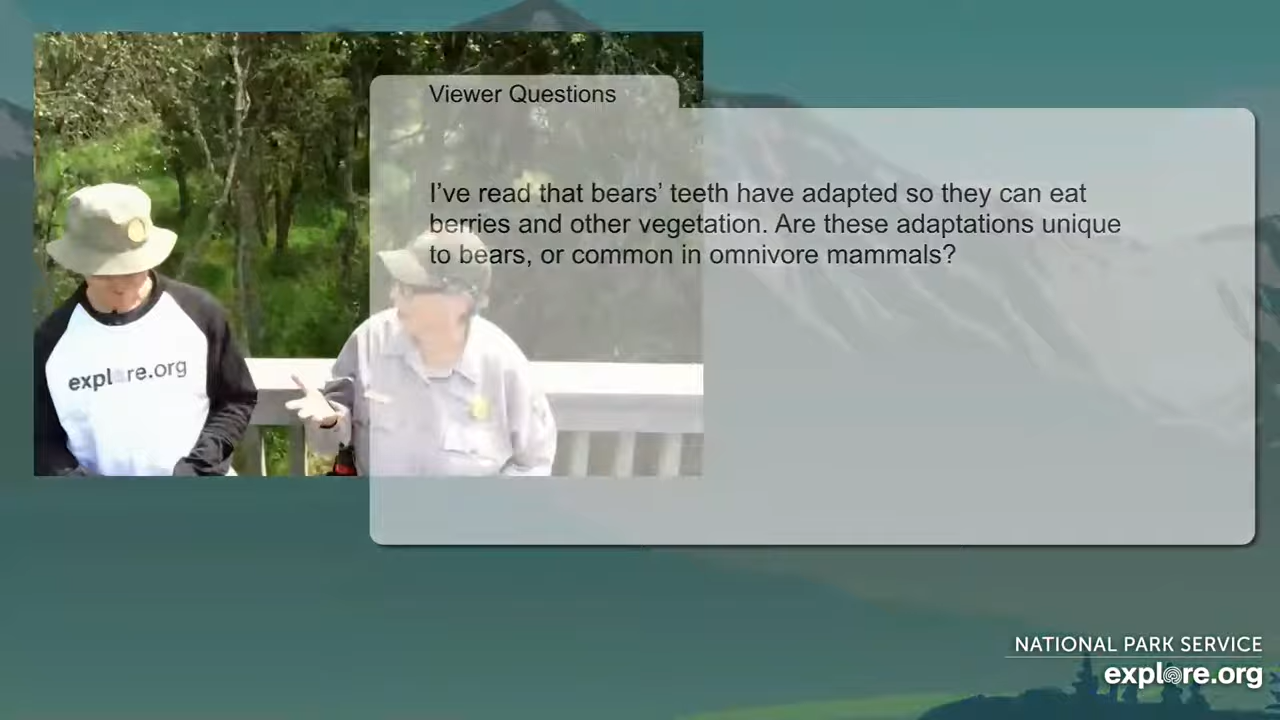 Viewer Questions
I’ve read that bears’ teeth have adapted so they can eat
berries and other vegetation. Are these adaptations unique
to bears, or common in omnivore mammals?
explore.org
NATIONAL PARK SERVICE
explore.org